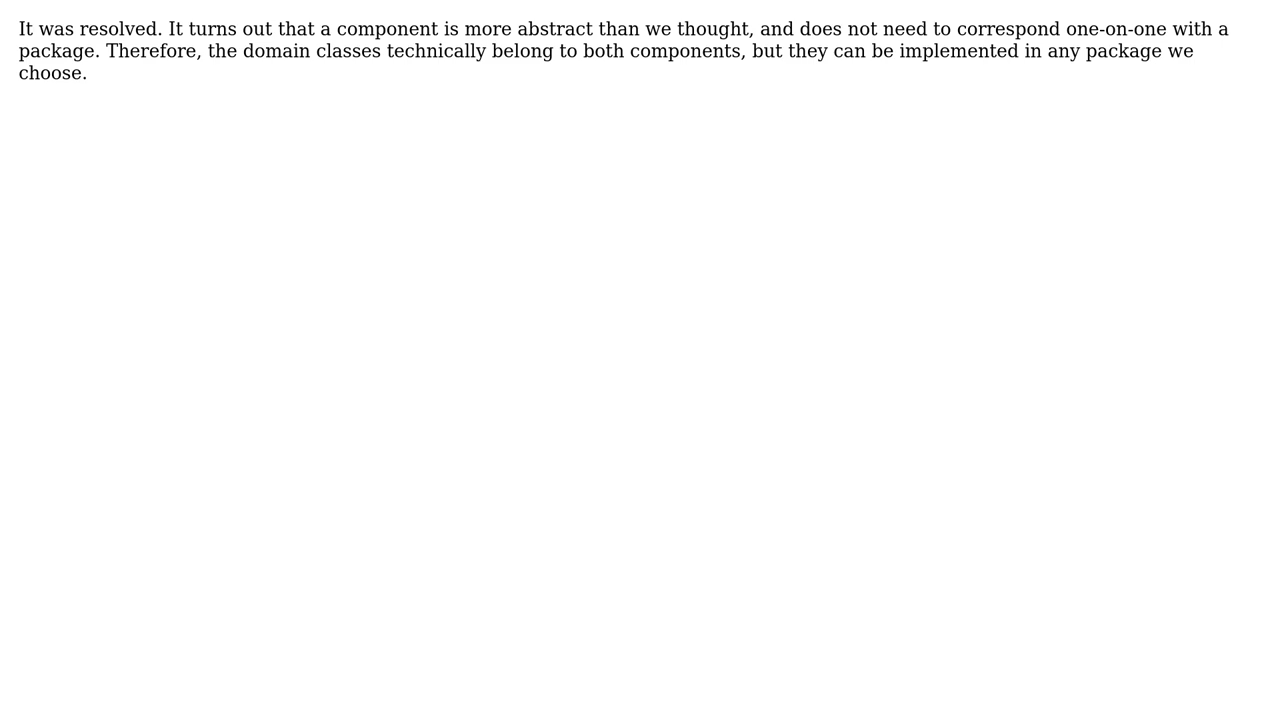 It was resolved. It turns out that a component is more abstract than we thought, and does not need to correspond one-on-one with a
package. Therefore, the domain classes technically belong to both components, but they can be implemented in any package we
choose.